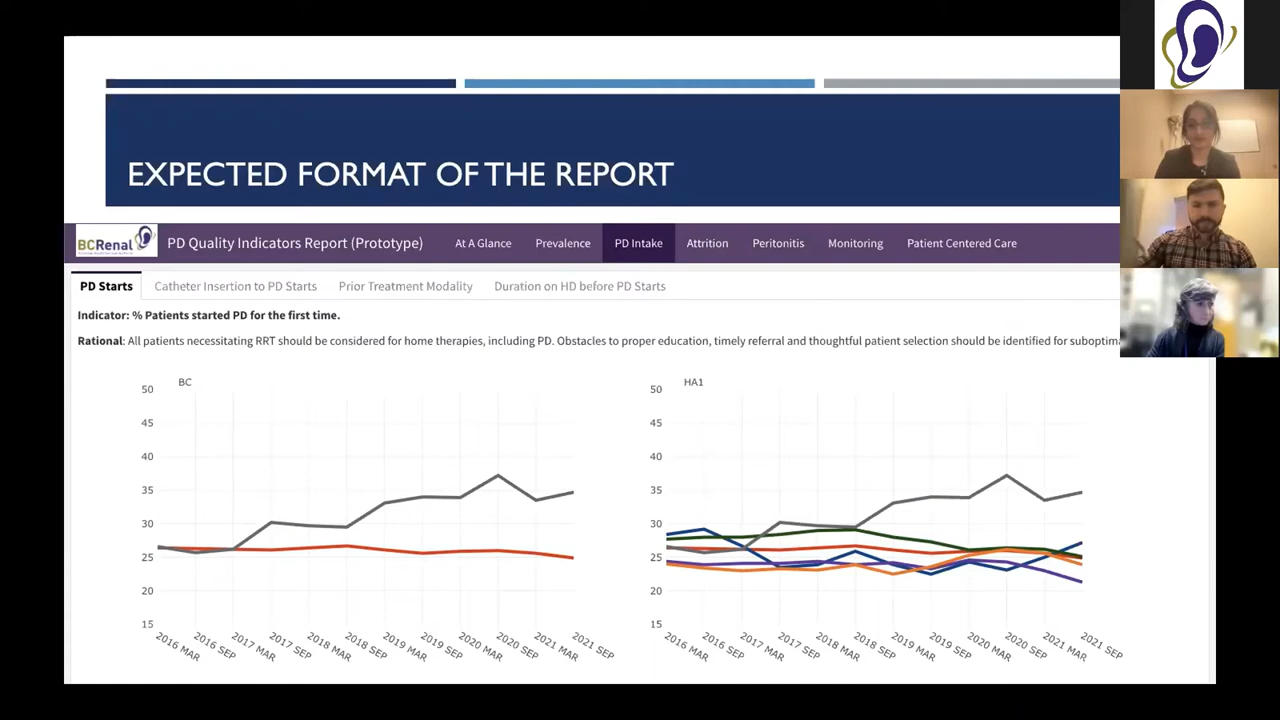 EXPECTED FORMAT OF THE REPORT
BCRenal PD Quality Indicators Report (Prototype) At A Glance Prevalence PD Intake Attrition Peritonitis Monitoring Patient Centered Care
PD Starts Catheter Insertion to PD Starts Prior Treatment Modality Duration on HD before PD Starts
Indicator: % Patients started PD for the first time.
Rational: All patients necessitating RRT should be considered for home therapies, including PD. Obstacles to proper education, timely referral and thoughtful patient selection should be identified for suboptima
BC
50
45
40
35
30
25
20
15
2016 MAR
2016 SEP
2017 MAR
2017 SEP
2018 MAR
2018 SEP
2019 MAR
2019 SEP
2020 MAR
2020 SEP
2021 MAR
2021 SEP
HA1
50
45
40
35
30
25
20
15
2016 MAR
2016 SEP
2017 MAR
2017 SEP
2018 MAR
2018 SEP
2019 MAR
2019 SEP
2020 MAR
2020 SEP
2021 MAR
2021 SEP